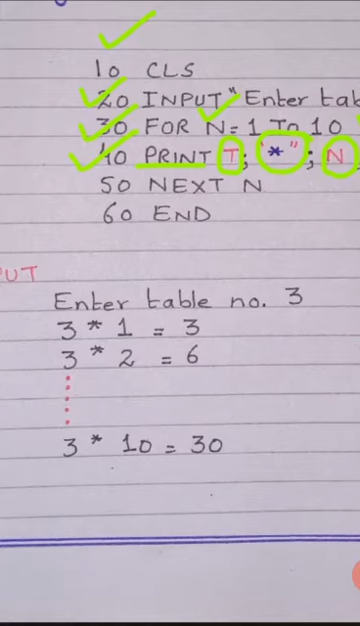 10 CLS
20 INPUT "Enter tab
30 FOR N=1 To 10
40 PRINT T; "*"; N
50 NEXT N
60 END
PUT
Enter table no. 3
3 * 1 = 3
3 * 2 = 6
3 * 10 = 30